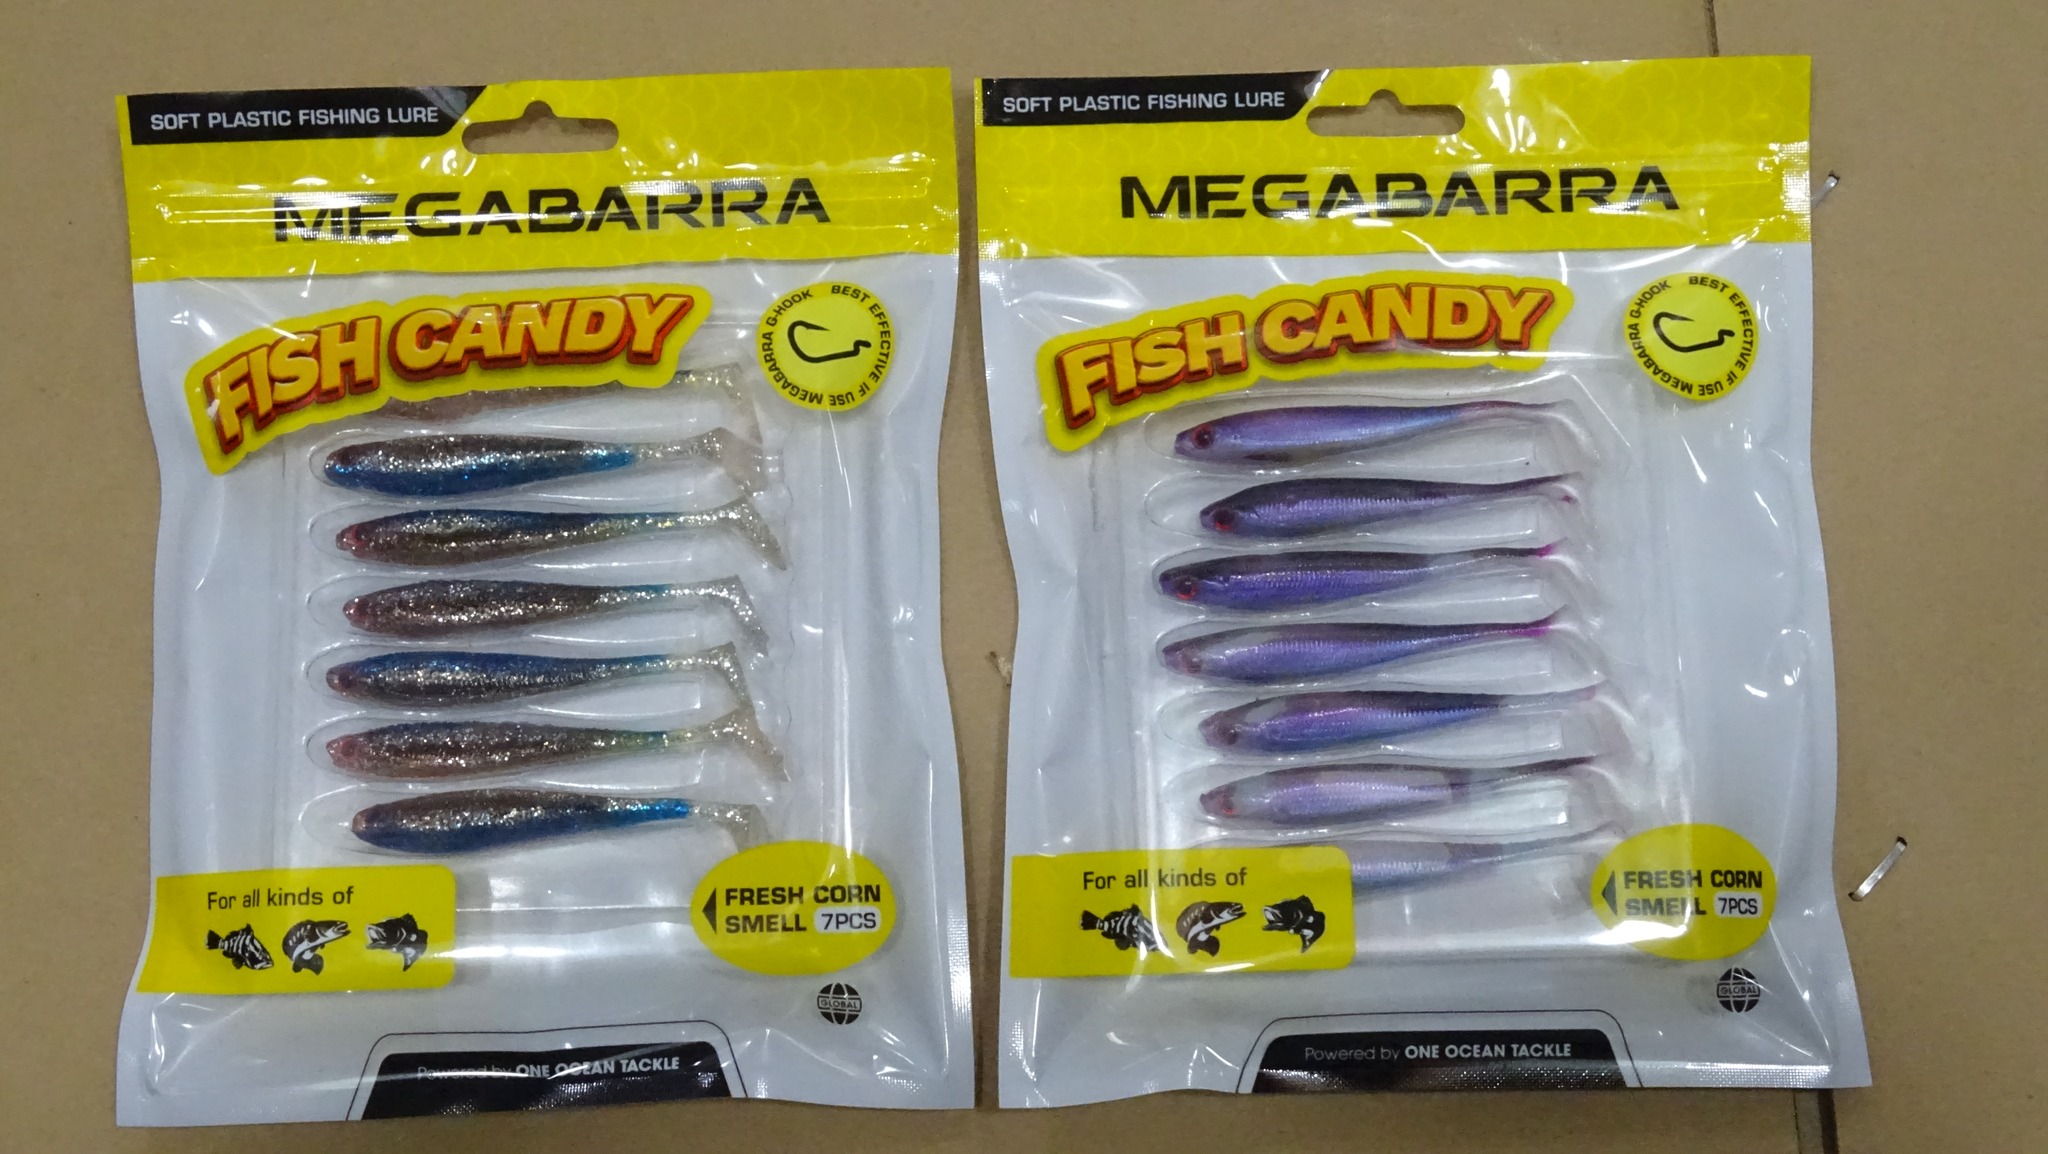 SOFT PLASTIC FISHING LURE
MEGABARRA
FISH CANDY
BEST EFFECTIVE IF USE MEGABARRA G-HOOK
For all kinds of
FRESH CORN
SMELL 7PCS
GLOBAL
Powered by ONE OCEAN TACKLE
SOFT PLASTIC FISHING LURE
MEGABARRA
FISH CANDY
BEST EFFECTIVE IF USE MEGABARRA G-HOOK
For all kinds of
FRESH CORN
SMELL 7PCS
GLOBAL
Powered by ONE OCEAN TACKLE